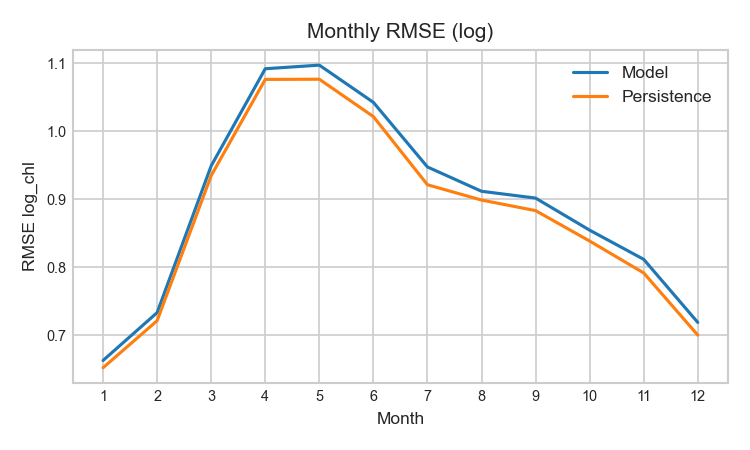 Monthly RMSE (log)
Model
Persistence
RMSE log_chl
1.1
1.0
0.9
0.8
0.7
1 2 3 4 5 6 7 8 9 10 11 12
Month